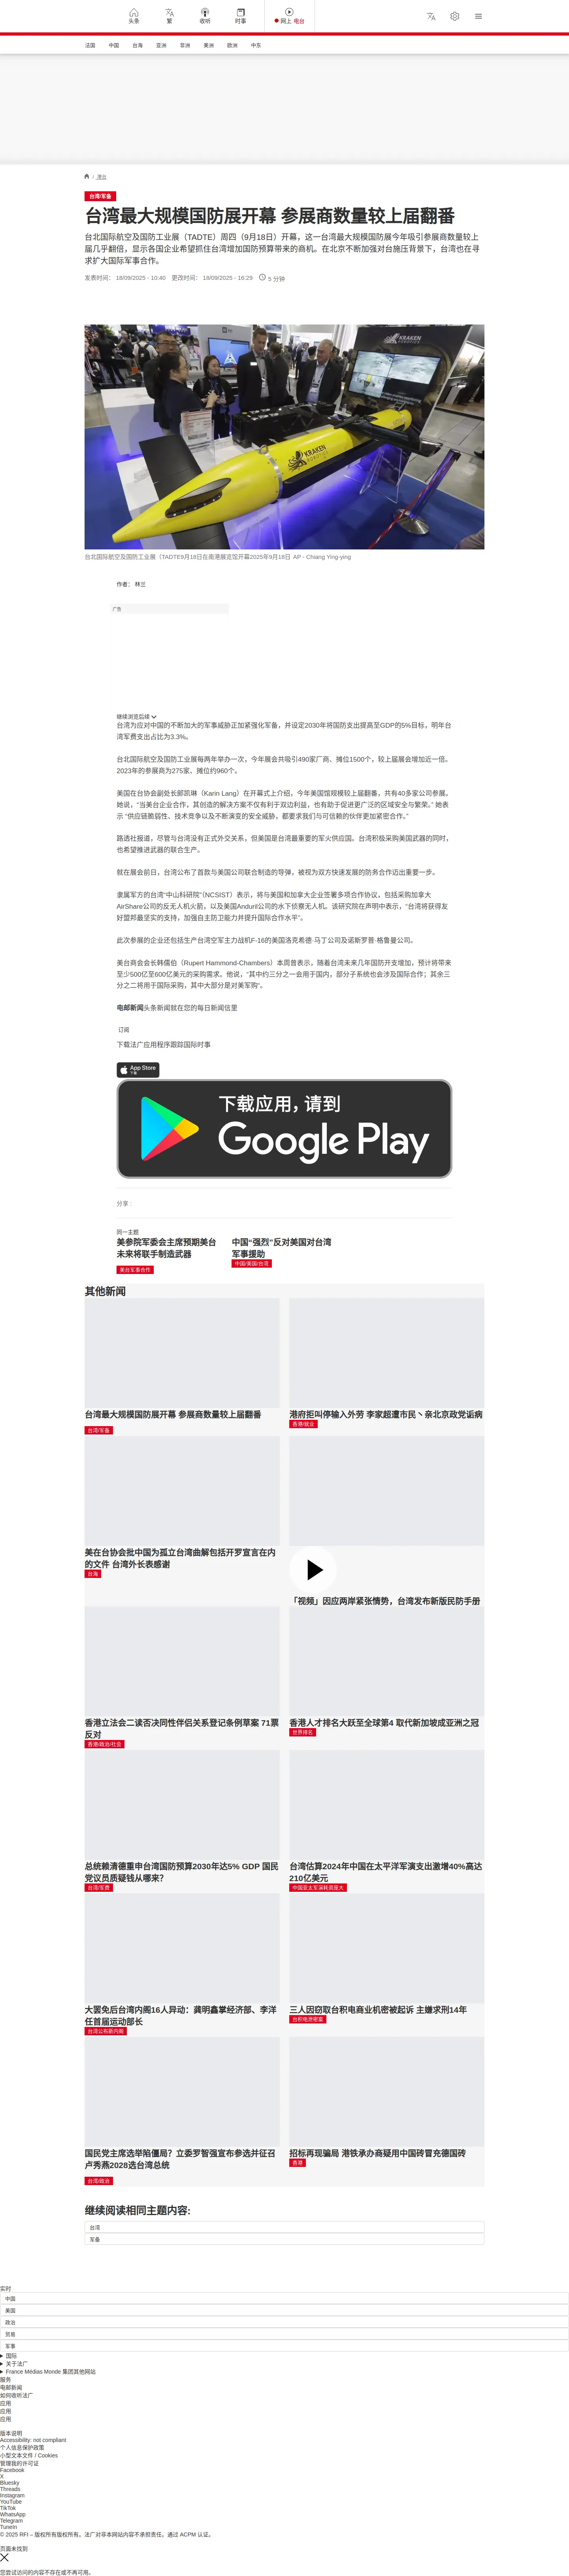 头条
繁
收听
时事
网上 电台
法国
中国
台海
亚洲
非洲
美洲
欧洲
中东
/ 港台
台湾/军备
台湾最大规模国防展开幕 参展商数量较上届翻番
台北国际航空及国防工业展（TADTE）周四（9月18日）开幕，这一台湾最大规模国防展今年吸引参展商数量较上
届几乎翻倍，显示各国企业希望抓住台湾增加国防预算带来的商机。在北京不断加强对台施压背景下，台湾也在寻
求扩大国际军事合作。
发表时间： 18/09/2025 - 10:40 更改时间： 18/09/2025 - 16:29 5 分钟
KRAKEN
ROBOTICS
KRAKEN
ROBOTICS
台北国际航空及国防工业展（TADTE9月18日在南港展览馆开幕2025年9月18日 AP - Chiang Ying-ying
作者： 林兰
广告
继续浏览后续
台湾为应对中国的不断加大的军事威胁正加紧强化军备，并设定2030年将国防支出提高至GDP的5%目标，明年台
湾军费支出占比为3.3%。
台北国际航空及国防工业展每两年举办一次，今年展会共吸引490家厂商、摊位1500个，较上届展会增加近一倍。
2023年的参展商为275家、摊位约960个。
美国在台协会副处长郎凯琳（Karin Lang）在开幕式上介绍，今年美国馆规模较上届翻番，共有40多家公司参展。
她说，“当美台企业合作，其创造的解决方案不仅有利于双边利益，也有助于促进更广泛的区域安全与繁荣。” 她表
示 “供应链脆弱性、技术竞争以及不断演变的安全威胁，都要求我们与可信赖的伙伴更加紧密合作。”
路透社报道，尽管与台湾没有正式外交关系，但美国是台湾最重要的军火供应国。台湾积极采购美国武器的同时，
也希望推进武器的联合生产。
就在展会前日，台湾公布了首款与美国公司联合制造的导弹，被视为双方快速发展的防务合作迈出重要一步。
隶属军方的台湾“中山科研院”（NCSIST）表示，将与美国和加拿大企业签署多项合作协议，包括采购加拿大
AirShare公司的反无人机火箭，以及美国Anduril公司的水下侦察无人机。该研究院在声明中表示，“台湾将获得友
好盟邦最坚实的支持，加强自主防卫能力并提升国际合作水平”。
此次参展的企业还包括生产台湾空军主力战机F-16的美国洛克希德·马丁公司及诺斯罗普·格鲁曼公司。
美台商会会长韩儒伯（Rupert Hammond-Chambers）本周曾表示，随着台湾未来几年国防开支增加，预计将带来
至少500亿至600亿美元的采购需求。他说，“其中约三分之一会用于国内，部分子系统也会涉及国际合作；其余三
分之二将用于国际采购，其中大部分是对美军购”。
电邮新闻头条新闻就在您的每日新闻信里
订阅
下载法广应用程序跟踪国际时事
App Store
下载
下载应用，请到
Google Play
分享 :
同一主题
美参院军委会主席预期美台
未来将联手制造武器
美台军事合作
中国“强烈”反对美国对台湾
军事援助
中国/美国/台湾
其他新闻
台湾最大规模国防展开幕 参展商数量较上届翻番
台湾/军备
港府拒叫停输入外劳 李家超遭市民丶亲北京政党诟病
香港/就业
美在台协会批中国为孤立台湾曲解包括开罗宣言在内
的文件 台湾外长表感谢
台海
「视频」因应两岸紧张情势，台湾发布新版民防手册
香港立法会二读否决同性伴侣关系登记条例草案 71票
反对
香港/政治/社会
香港人才排名大跃至全球第4 取代新加坡成亚洲之冠
世界排名
总统赖清德重申台湾国防预算2030年达5% GDP 国民
党议员质疑钱从哪来？
台湾/军费
台湾估算2024年中国在太平洋军演支出激增40%高达
210亿美元
中国亚太军演耗资庞大
大罢免后台湾内阁16人异动：龚明鑫掌经济部、李洋
任首届运动部长
台湾公布新内阁
三人因窃取台积电商业机密被起诉 主嫌求刑14年
台积电泄密案
国民党主席选举陷僵局？立委罗智强宣布参选并征召
卢秀燕2028选台湾总统
台湾/政治
招标再现骗局 港铁承办商疑用中国砖冒充德国砖
香港
继续阅读相同主题内容:
台湾
军备
实时
中国
美国
政治
贸易
军事
国际
关于法广
France Médias Monde 集团其他网站
服务
电邮新闻
如何收听法广
应用
应用
应用
版本说明
Accessibility: not compliant
个人信息保护政策
小型文本文件 / Cookies
管理我的许可证
Facebook
X
Bluesky
Threads
Instagram
YouTube
TikTok
WhatsApp
Telegram
TuneIn
© 2025 RFI – 版权所有版权所有。法广对非本网站内容不承担责任。通过 ACPM 认证。
页面未找到
您尝试访问的内容不存在或不再可用。